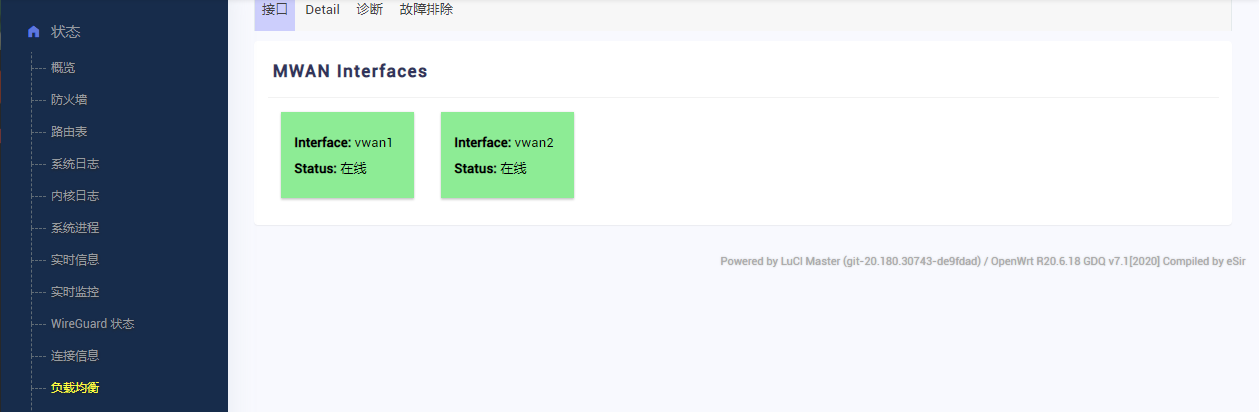 接口 Detail 诊断 故障排除
状态
概览
防火墙
路由表
系统日志
内核日志
系统进程
实时信息
实时监控
WireGuard 状态
连接信息
负载均衡
MWAN Interfaces
Interface: vwan1
Status: 在线
Interface: vwan2
Status: 在线
Powered by LuCI Master (git-20.180.30743-de9fdad) / OpenWrt R20.6.18 GDQ v7.1[2020] Compiled by eSir